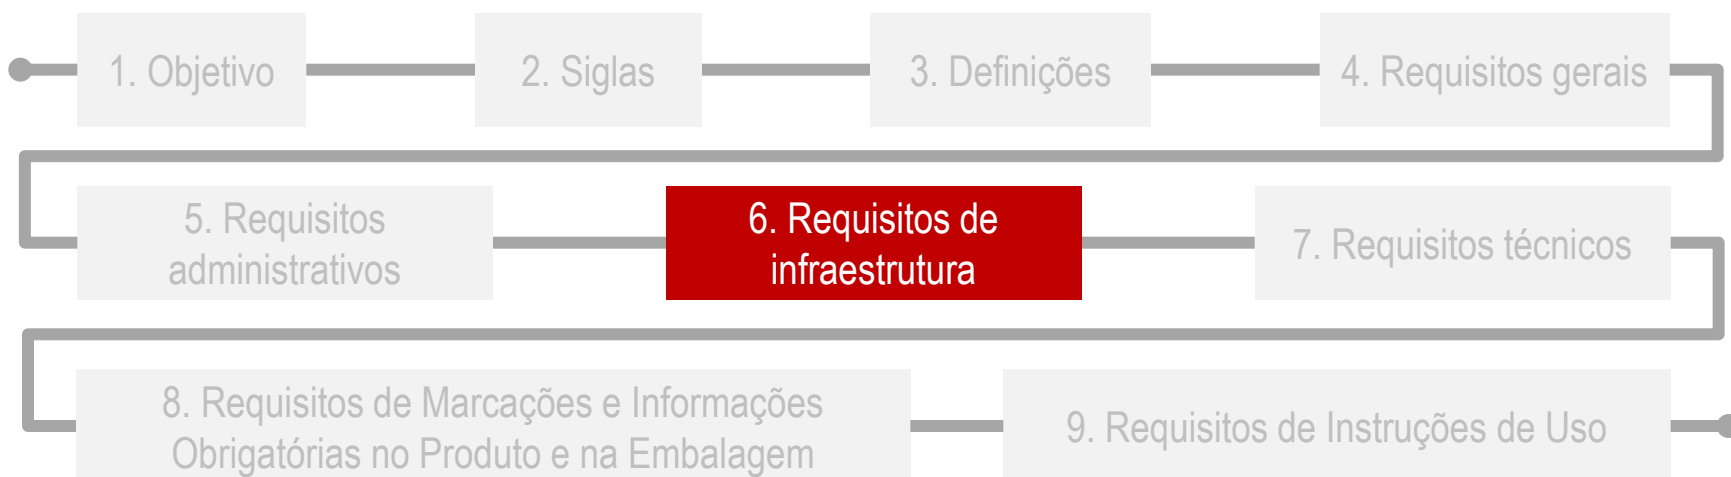 1. Objetivo
2. Siglas
3. Definições
4. Requisitos gerais
5. Requisitos
administrativos
6. Requisitos de
infraestrutura
7. Requisitos técnicos
8. Requisitos de Marcações e Informações
Obrigatórias no Produto e na Embalagem
9. Requisitos de Instruções de Uso